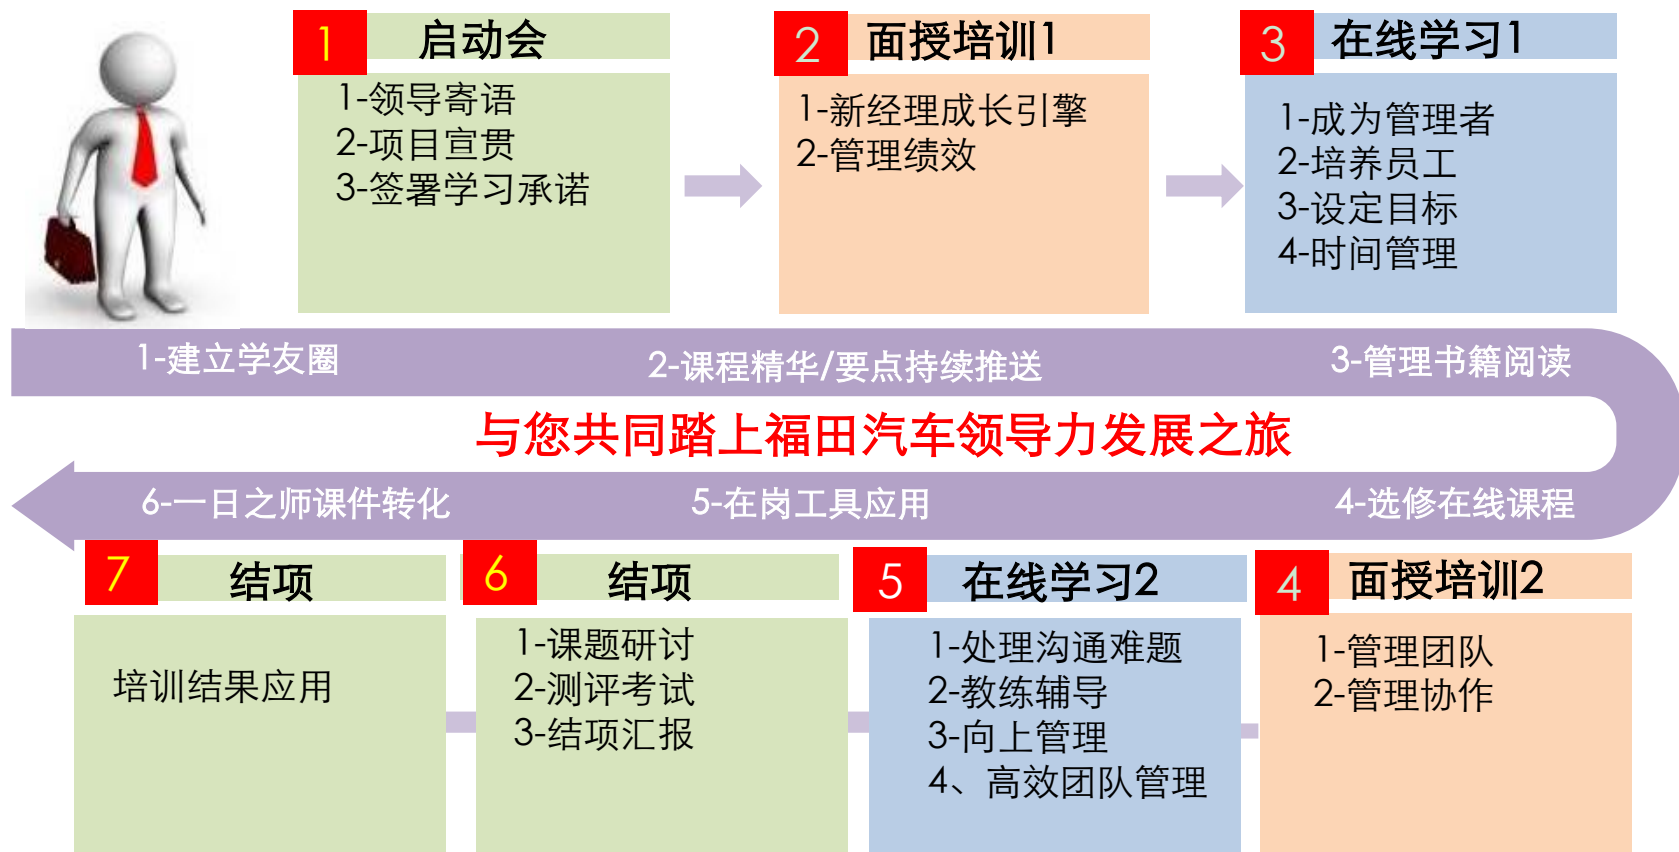 1 启动会
1-领导寄语
2-项目宣贯
3-签署学习承诺
2 面授培训1
1-新经理成长引擎
2-管理绩效
3 在线学习1
1-成为管理者
2-培养员工
3-设定目标
4-时间管理
1-建立学友圈
2-课程精华/要点持续推送
3-管理书籍阅读
与您共同踏上福田汽车领导力发展之旅
6-一日之师课件转化
5-在岗工具应用
4-选修在线课程
7 结项
培训结果应用
6 结项
1-课题研讨
2-测评考试
3-结项汇报
5 在线学习2
1-处理沟通难题
2-教练辅导
3-向上管理
4、高效团队管理
4 面授培训2
1-管理团队
2-管理协作